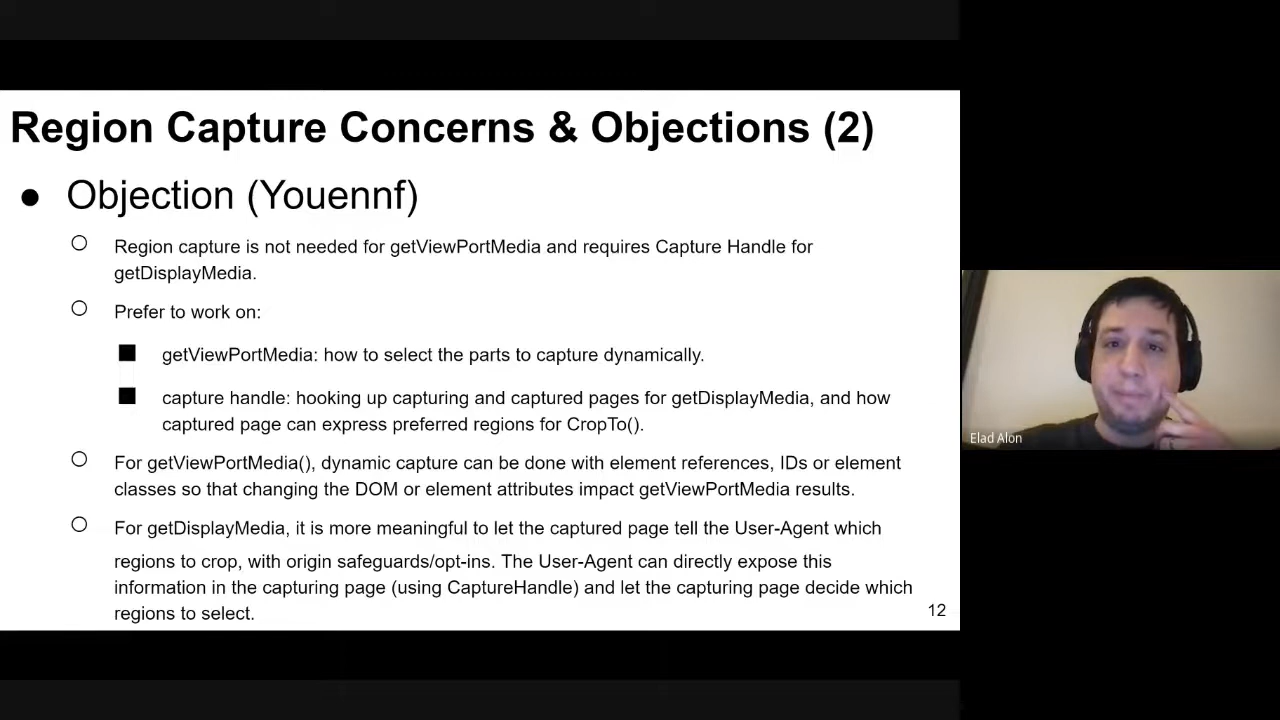 Region Capture Concerns & Objections (2)
● Objection (Youennf)
○ Region capture is not needed for getViewPortMedia and requires Capture Handle for
getDisplayMedia.
○ Prefer to work on:
■ getViewPortMedia: how to select the parts to capture dynamically.
■ capture handle: hooking up capturing and captured pages for getDisplayMedia, and how
captured page can express preferred regions for CropTo().
○ For getViewPortMedia(), dynamic capture can be done with element references, IDs or element
classes so that changing the DOM or element attributes impact getViewPortMedia results.
○ For getDisplayMedia, it is more meaningful to let the captured page tell the User-Agent which
regions to crop, with origin safeguards/opt-ins. The User-Agent can directly expose this
information in the capturing page (using CaptureHandle) and let the capturing page decide which
regions to select.
12
Elad Alon